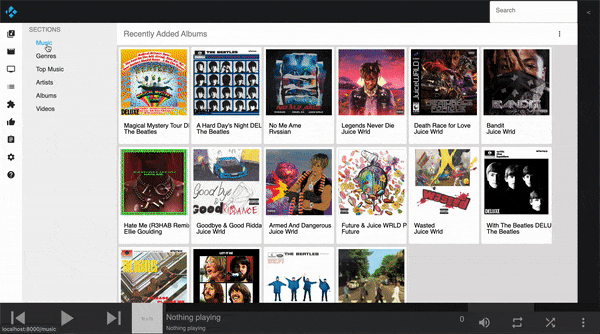 Search
SECTIONS
Music
Genres
Top Music
Artists
Albums
Videos
Recently Added Albums
Magical Mystery Tour D
The Beatles
A Hard Day's Night DEL
The Beatles
No Me Ame
Rvssian
Legends Never Die
Juice Wrld
Death Race for Love
Juice Wrld
Bandit
Juice Wrld
Hate Me (R3HAB Remix
Ellie Goulding
Goodbye & Good Ridda
Juice Wrld
Armed And Dangerous
Juice Wrld
Future & Juice WRLD P
Future
Wasted
Juice Wrld
With The Beatles DELU
The Beatles
Nothing playing
Nothing playing
0
localhost:8000/music